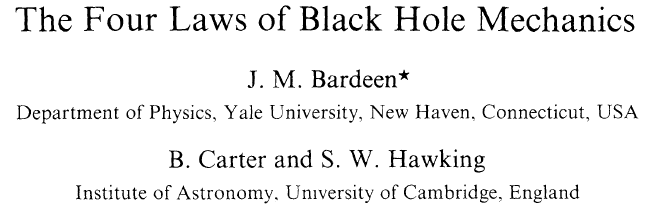 The Four Laws of Black Hole Mechanics
J. M. Bardeen★
Department of Physics, Yale University, New Haven, Connecticut, USA
B. Carter and S. W. Hawking
Institute of Astronomy, University of Cambridge, England